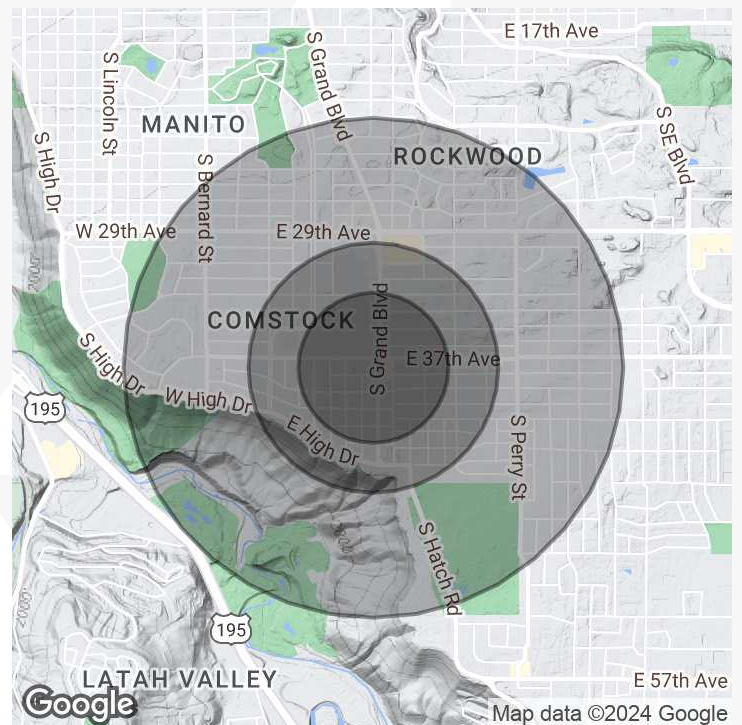 E 17th Ave
S Grand Blvd
S Lincoln St
MANITO
S SE Blvd
S High Dr
S Bernard St
ROCKWOOD
W 29th Ave
E 29th Ave
COMSTOCK
S Grand Blvd
E 37th Ave
S High Dr
W High Dr
195
E High Dr
S Perry St
S Hatch Rd
195
LATAH VALLEY
E 57th Ave
Google
Map data ©2024 Google